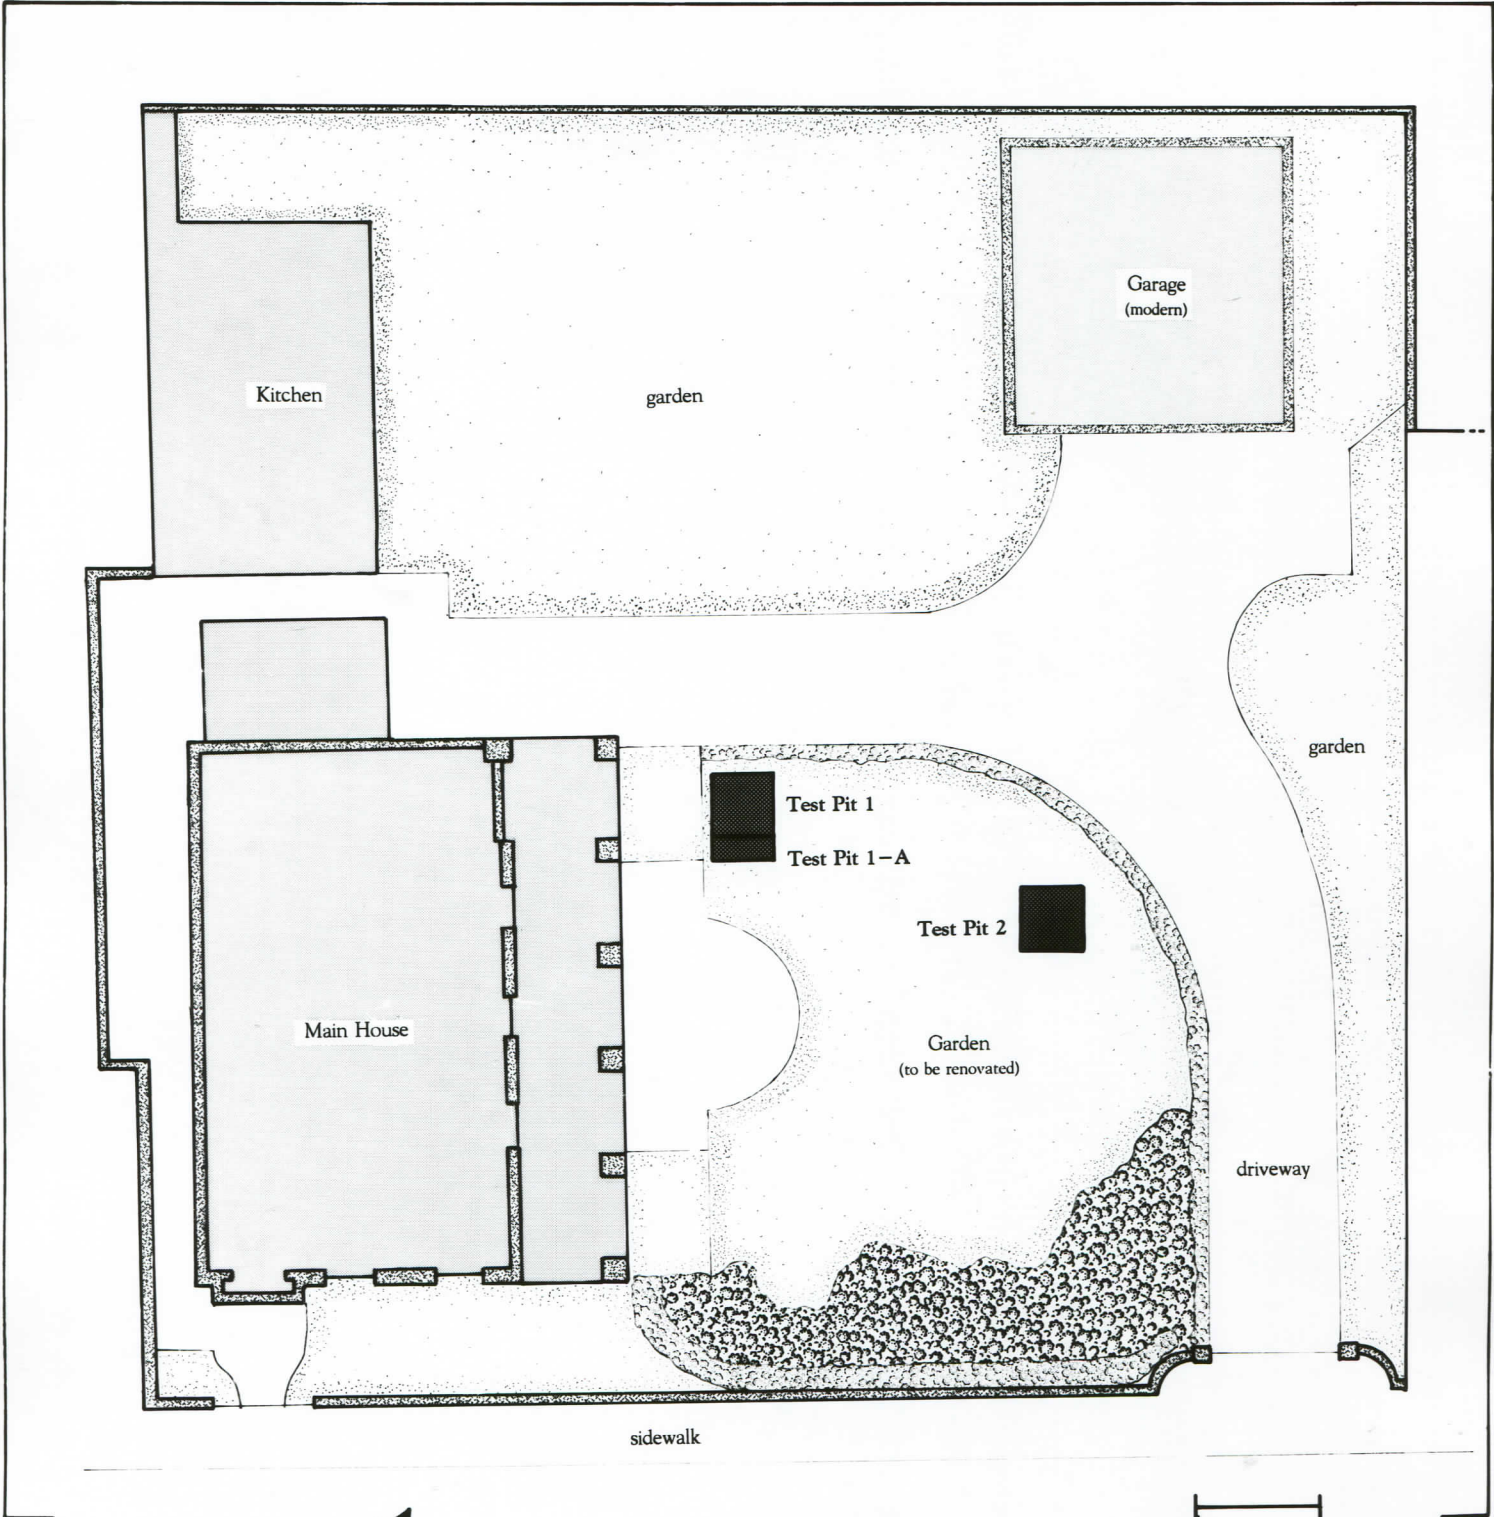 Garage
(modern)
Kitchen
garden
garden
Test Pit 1
Test Pit 1–A
Test Pit 2
Main House
Garden
(to be renovated)
driveway
sidewalk